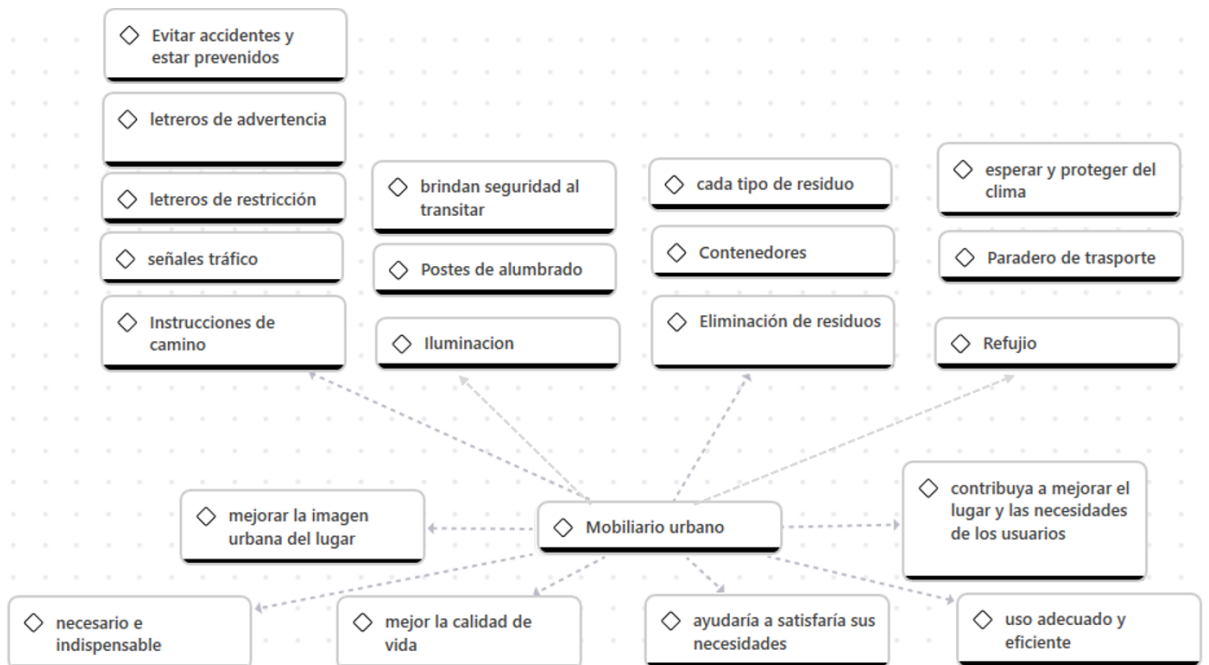 Evitar accidentes y
estar prevenidos
letreros de advertencia
letreros de restricción
señales tráfico
Instrucciones de
camino
brindan seguridad al
transitar
Postes de alumbrado
Iluminacion
cada tipo de residuo
Contenedores
Eliminación de residuos
esperar y proteger del
clima
Paradero de trasporte
Refujio
mejorar la imagen
urbana del lugar
Mobiliario urbano
contribuya a mejorar el
lugar y las necesidades
de los usuarios
necesario e
indispensable
mejor la calidad de
vida
ayudaría a satisfaría sus
necesidades
uso adecuado y
eficiente